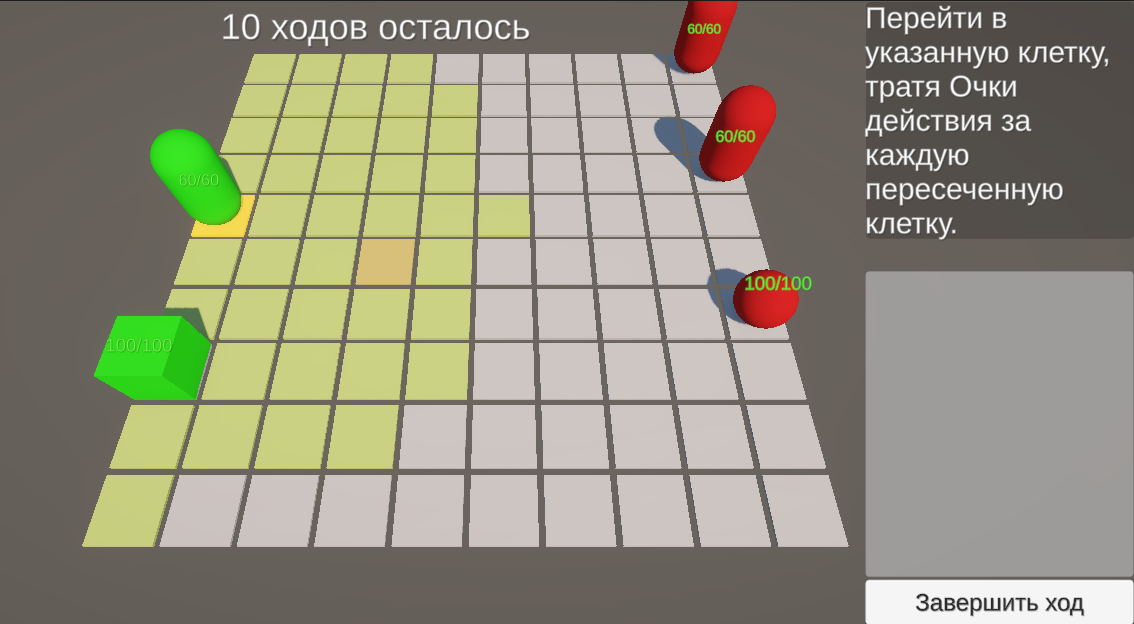 10 ходов осталось
60/60
60/60
60/60
100/100
100/100
Перейти в
указанную клетку,
тратя Очки
действия за
каждую
пересеченную
клетку.
Завершить ход